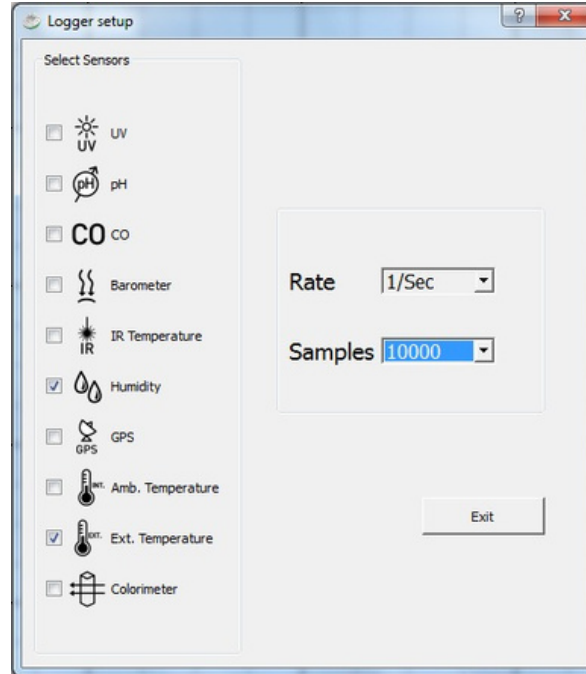 Logger setup
Select Sensors
UV UV
pH pH
CO CO
Barometer
IR IR Temperature
Humidity
GPS GPS
INT. Amb. Temperature
EXT. Ext. Temperature
Colorimeter
Rate 1/Sec
Samples 10000
Exit